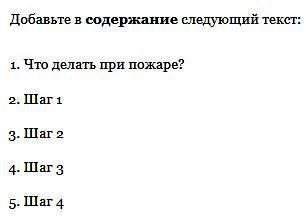 Добавьте в содержание следующий текст:
1. Что делать при пожаре?
2. Шаг 1
3. Шаг 2
4. Шаг 3
5. Шаг 4